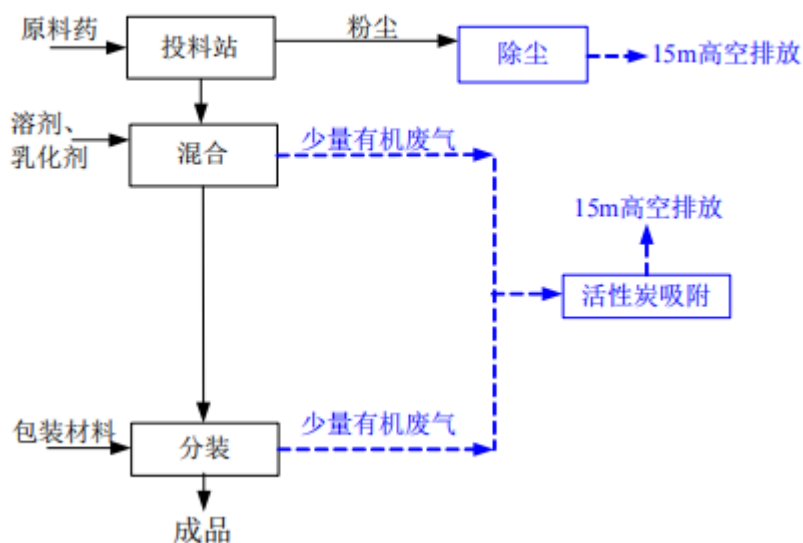 原料药
投料站
粉尘
除尘
15m高空排放
溶剂、
乳化剂
混合
少量有机废气
15m高空排放
活性炭吸附
包装材料
分装
少量有机废气
成品